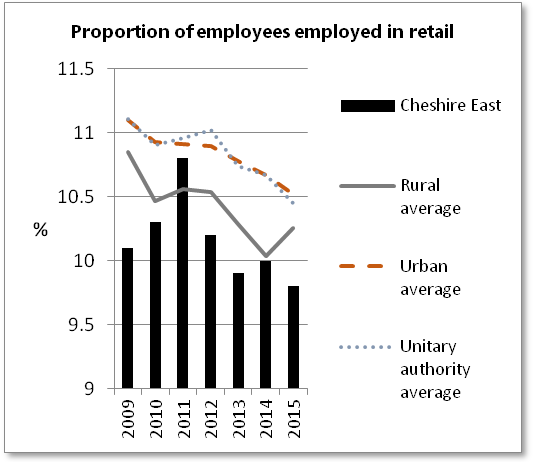 Proportion of employees employed in retail
11.5
11
10.5
10
9.5
9
%
2009
2010
2011
2012
2013
2014
2015
Cheshire East
Rural
average
Urban
average
Unitary
authority
average